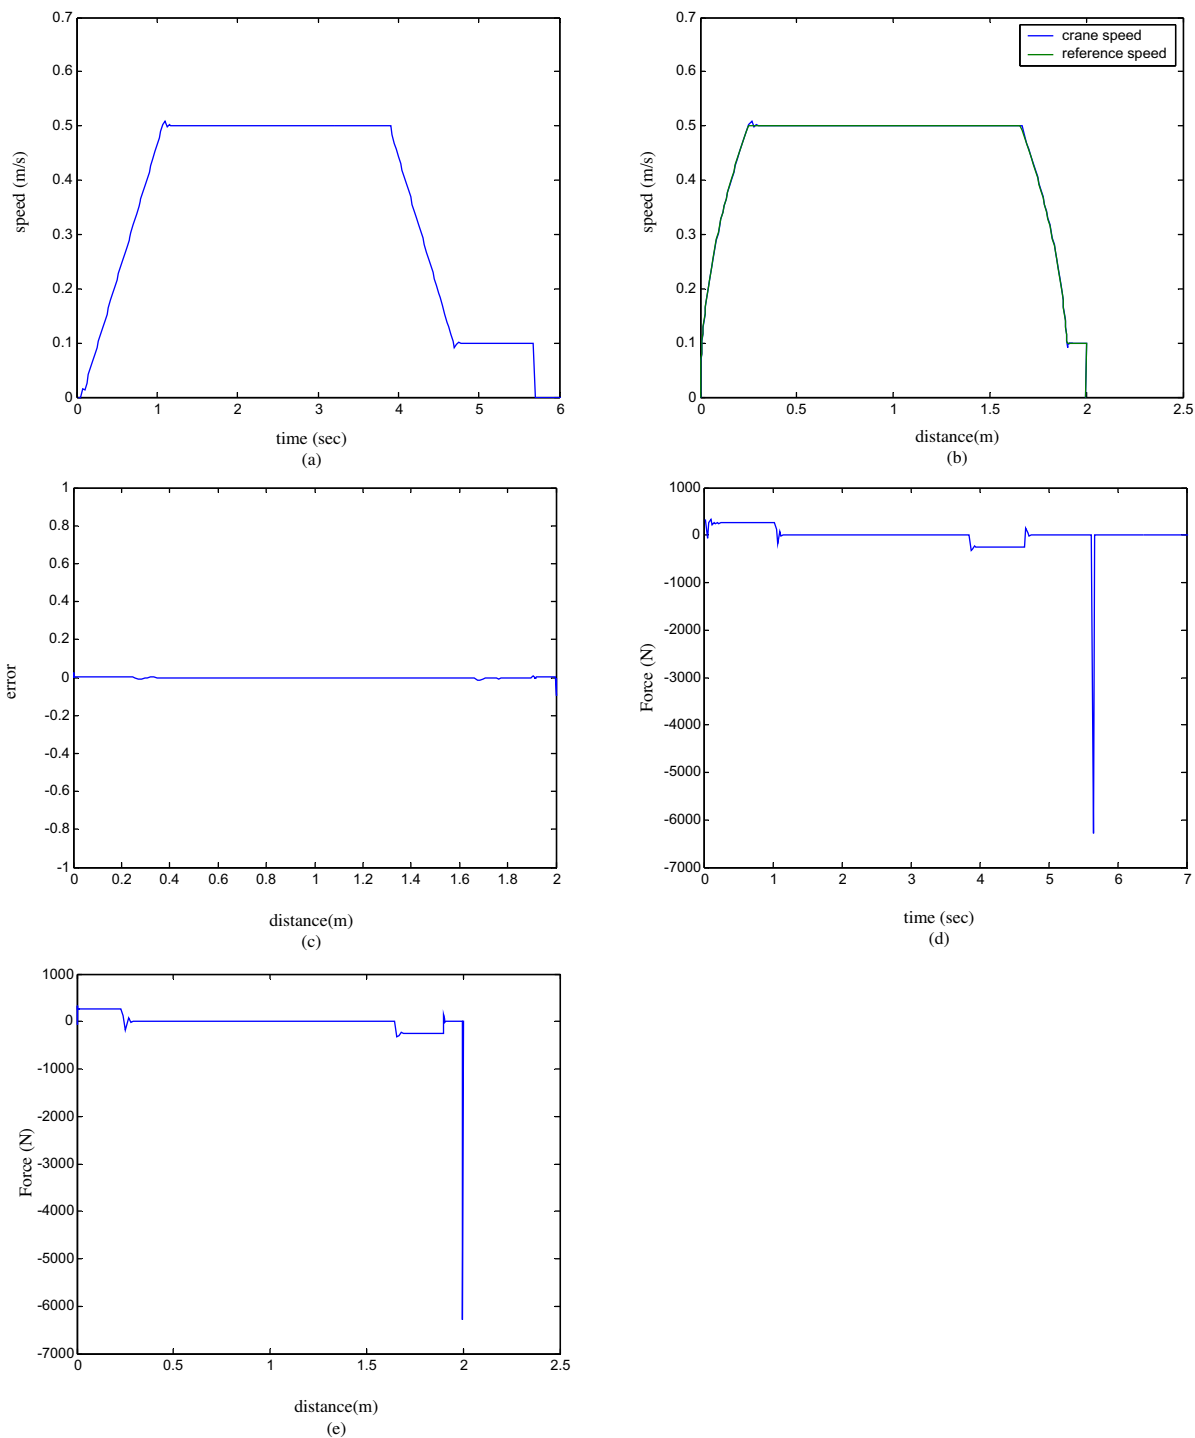 0.7
0.6
0.5
0.4
0.3
0.2
0.1
0
speed (m/s)
0 1 2 3 4 5 6
time (sec)
(a)
0.7
0.6
0.5
0.4
0.3
0.2
0.1
0
speed (m/s)
crane speed
reference speed
0 0.5 1 1.5 2 2.5
distance(m)
(b)
1
0.8
0.6
0.4
0.2
0
-0.2
-0.4
-0.6
-0.8
-1
error
0 0.2 0.4 0.6 0.8 1 1.2 1.4 1.6 1.8 2
distance(m)
(c)
1000
0
-1000
-2000
-3000
-4000
-5000
-6000
-7000
Force (N)
0 1 2 3 4 5 6 7
time (sec)
(d)
1000
0
-1000
-2000
-3000
-4000
-5000
-6000
-7000
Force (N)
0 0.5 1 1.5 2 2.5
distance(m)
(e)